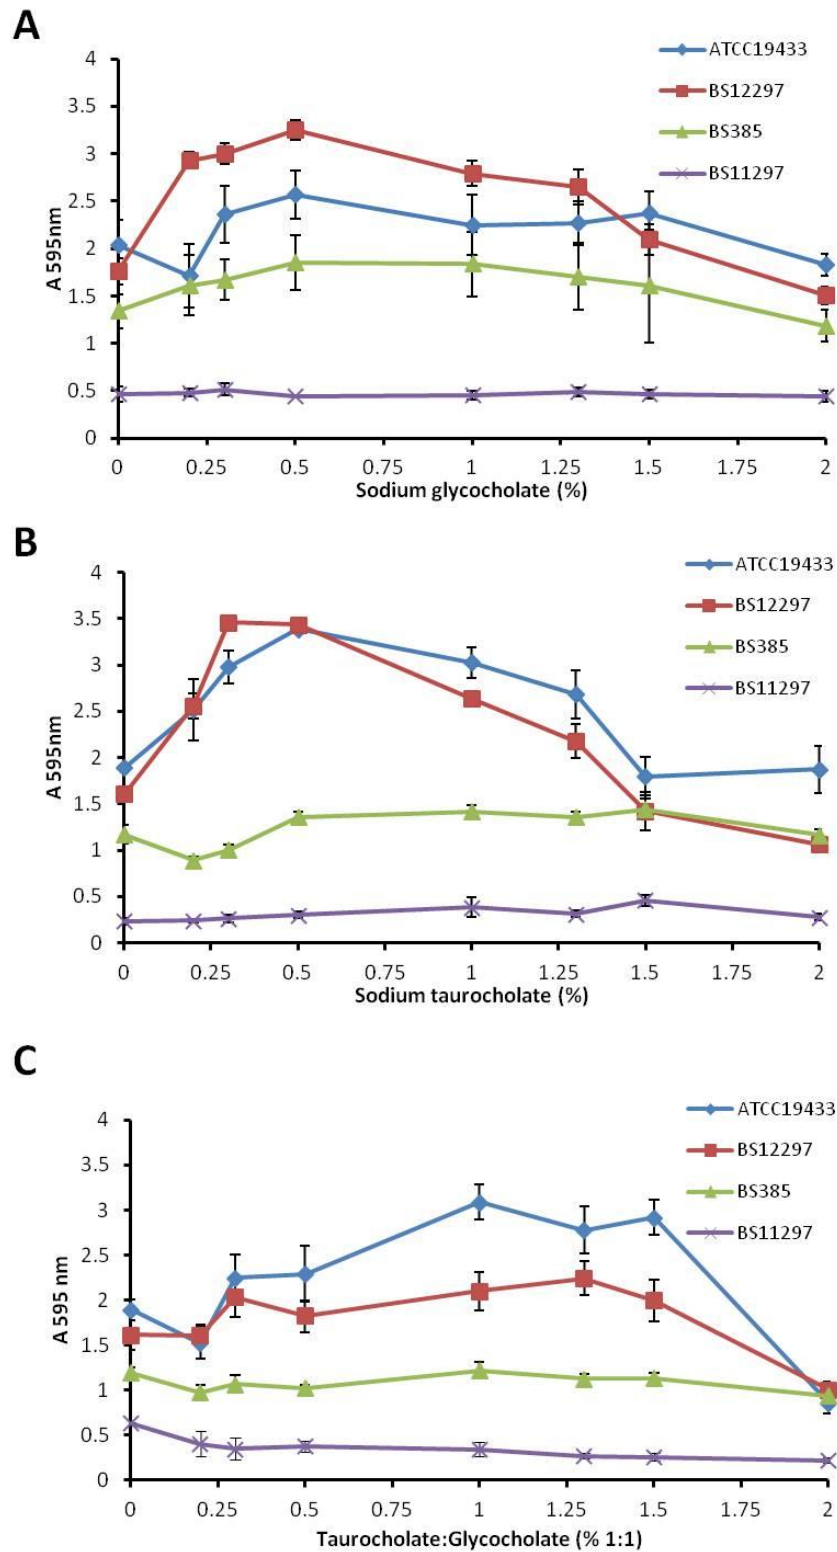 A
ATCC19433
BS12297
BS385
BS11297
4
3.5
3
2.5
2
1.5
1
0.5
0
A 595nm
0 0.25 0.5 0.75 1 1.25 1.5 1.75 2
Sodium glycocholate (%)
B
ATCC19433
BS12297
BS385
BS11297
4
3.5
3
2.5
2
1.5
1
0.5
0
A 595nm
0 0.25 0.5 0.75 1 1.25 1.5 1.75 2
Sodium taurocholate (%)
C
ATCC19433
BS12297
BS385
BS11297
4
3.5
3
2.5
2
1.5
1
0.5
0
A 595 nm
0 0.25 0.5 0.75 1 1.25 1.5 1.75 2
Taurocholate:Glycocholate (% 1:1)